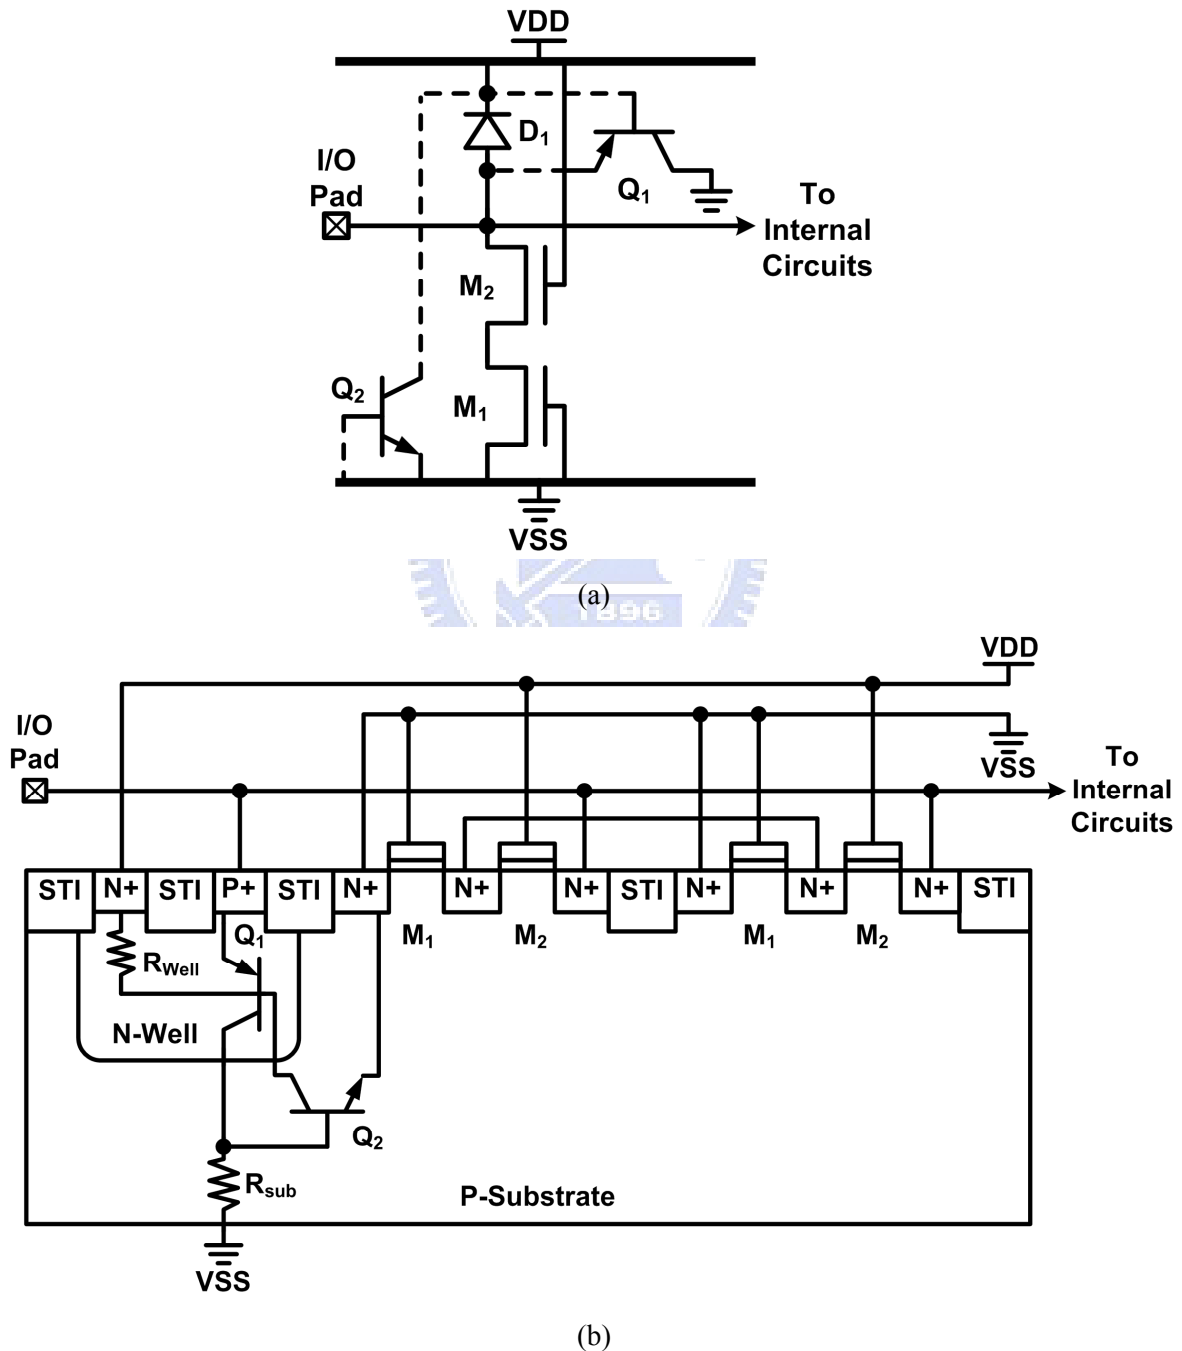 VDD
D1
I/O
Pad
Q1
To
Internal
Circuits
M2
Q2
M1
VSS
(a)
1896
VDD
I/O
Pad
VSS
To
Internal
Circuits
STI N+ STI P+ STI N+ N+ N+ STI N+ N+ N+ STI
Q1 M1 M2 M1 M2
RWell
N-Well
Q2
Rsub
P-Substrate
VSS
(b)